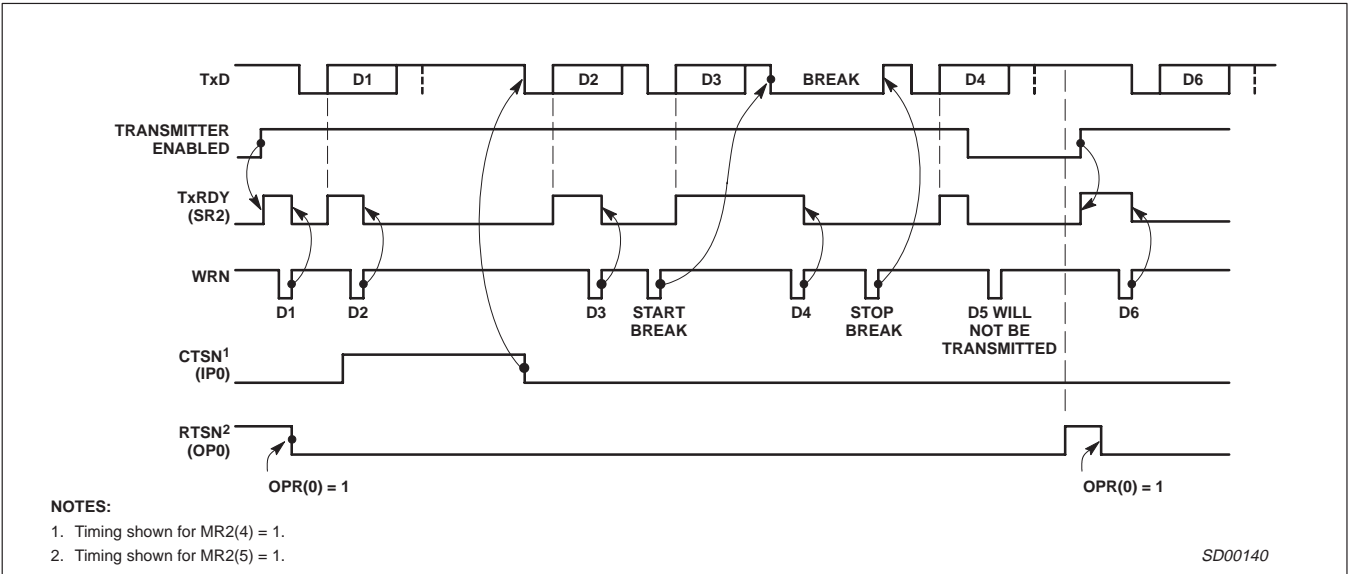 TxD
D1
D2
D3
BREAK
D4
D6
TRANSMITTER
ENABLED
TxRDY
(SR2)
WRN
D1
D2
D3
START
BREAK
D4
STOP
BREAK
D5 WILL
NOT BE
TRANSMITTED
D6
CTSN1
(IP0)
RTSN2
(OP0)
OPR(0) = 1
OPR(0) = 1
NOTES:
1. Timing shown for MR2(4) = 1.
2. Timing shown for MR2(5) = 1.
SD00140